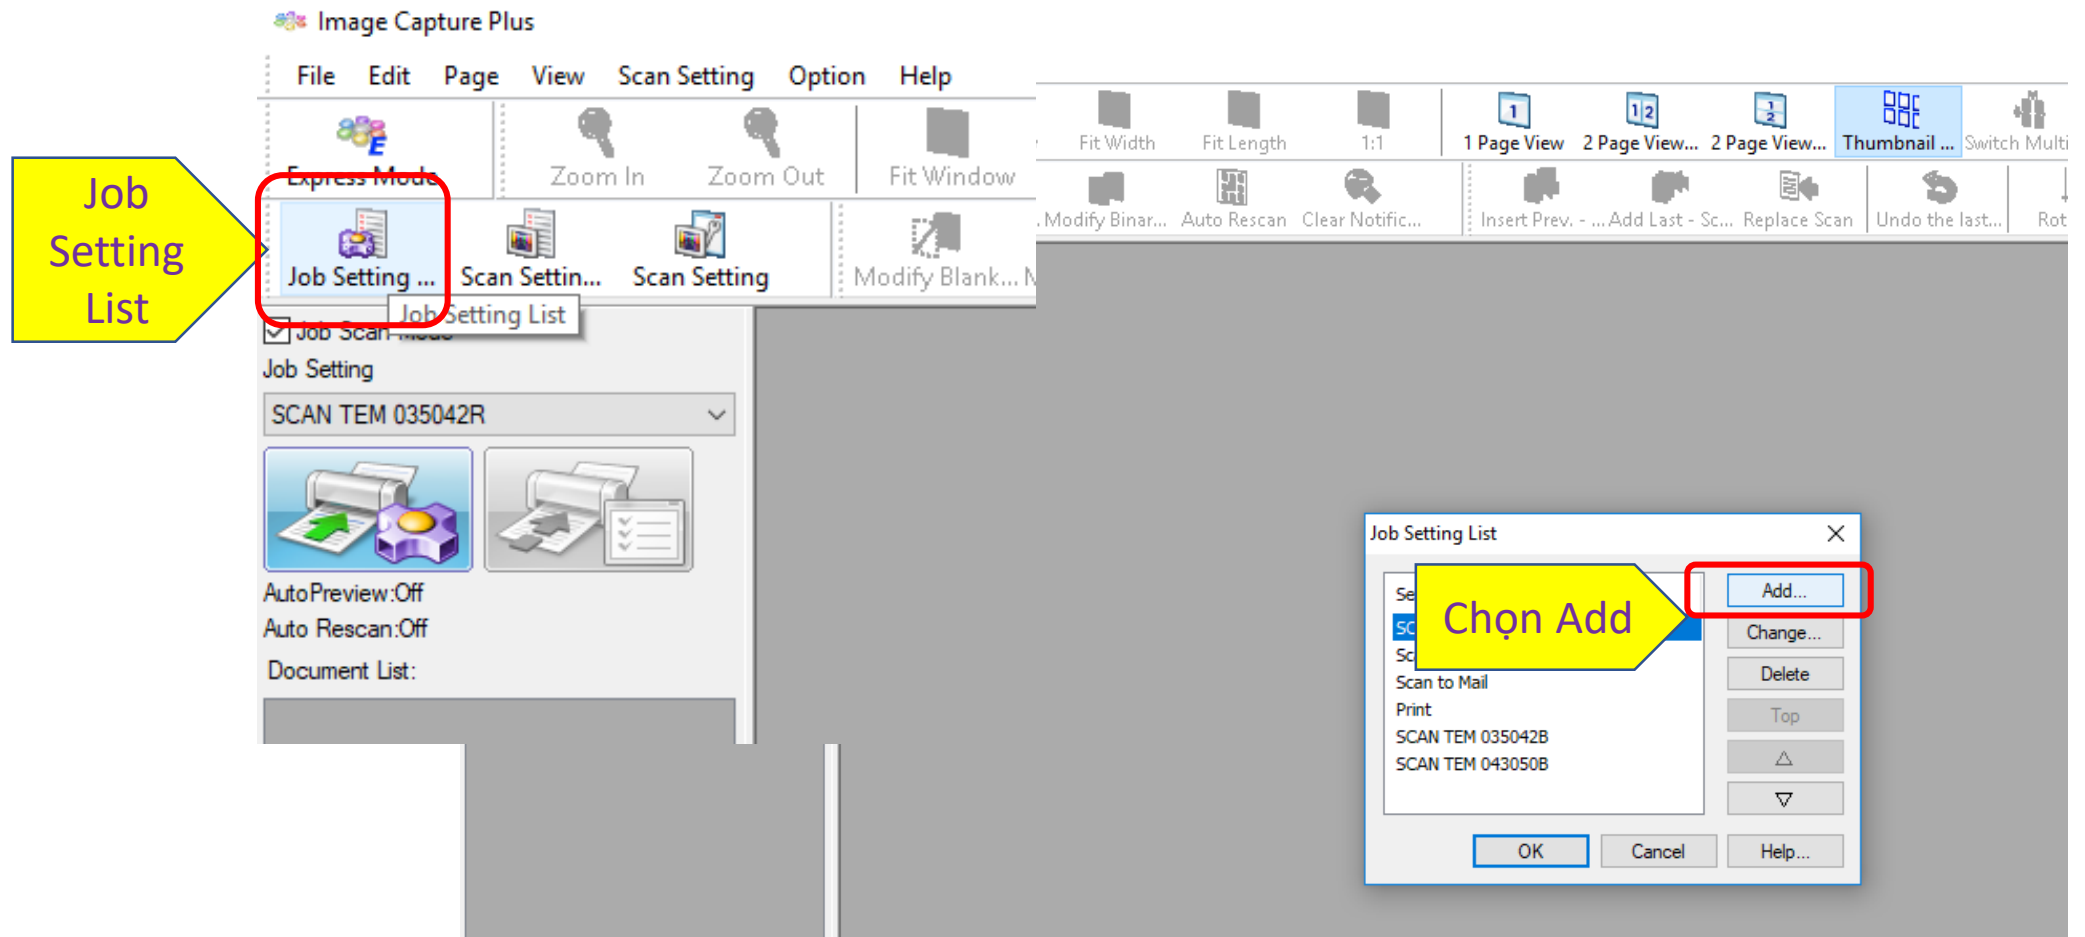 Image Capture Plus
File Edit Page View Scan Setting Option Help
Express Mode Zoom In Zoom Out Fit Window
Fit Width Fit Length 1:1 1 Page View 2 Page View... 2 Page View... Thumbnail ... Switch Multi
Job Setting ... Scan Settin... Scan Setting Modify Blank...
Modify Binar... Auto Rescan Clear Notific... Insert Prev. - ... Add Last - Sc... Replace Scan Undo the last...
Job
Setting
List
Job Setting List
Job Scan Mode
Job Setting
SCAN TEM 035042R
AutoPreview:Off
Auto Rescan:Off
Document List:
Job Setting List
Chọn Add
Scan to Mail
Print
SCAN TEM 035042B
SCAN TEM 043050B
Add...
Change...
Delete
Top
OK Cancel Help...